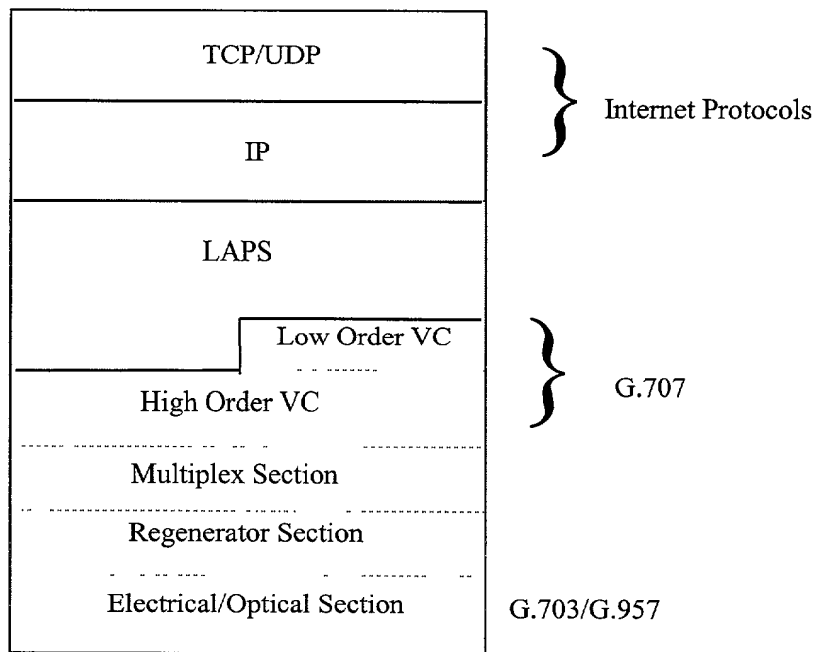 TCP/UDP
Internet Protocols
IP
LAPS
Low Order VC
G.707
High Order VC
Multiplex Section
Regenerator Section
Electrical/Optical Section
G.703/G.957